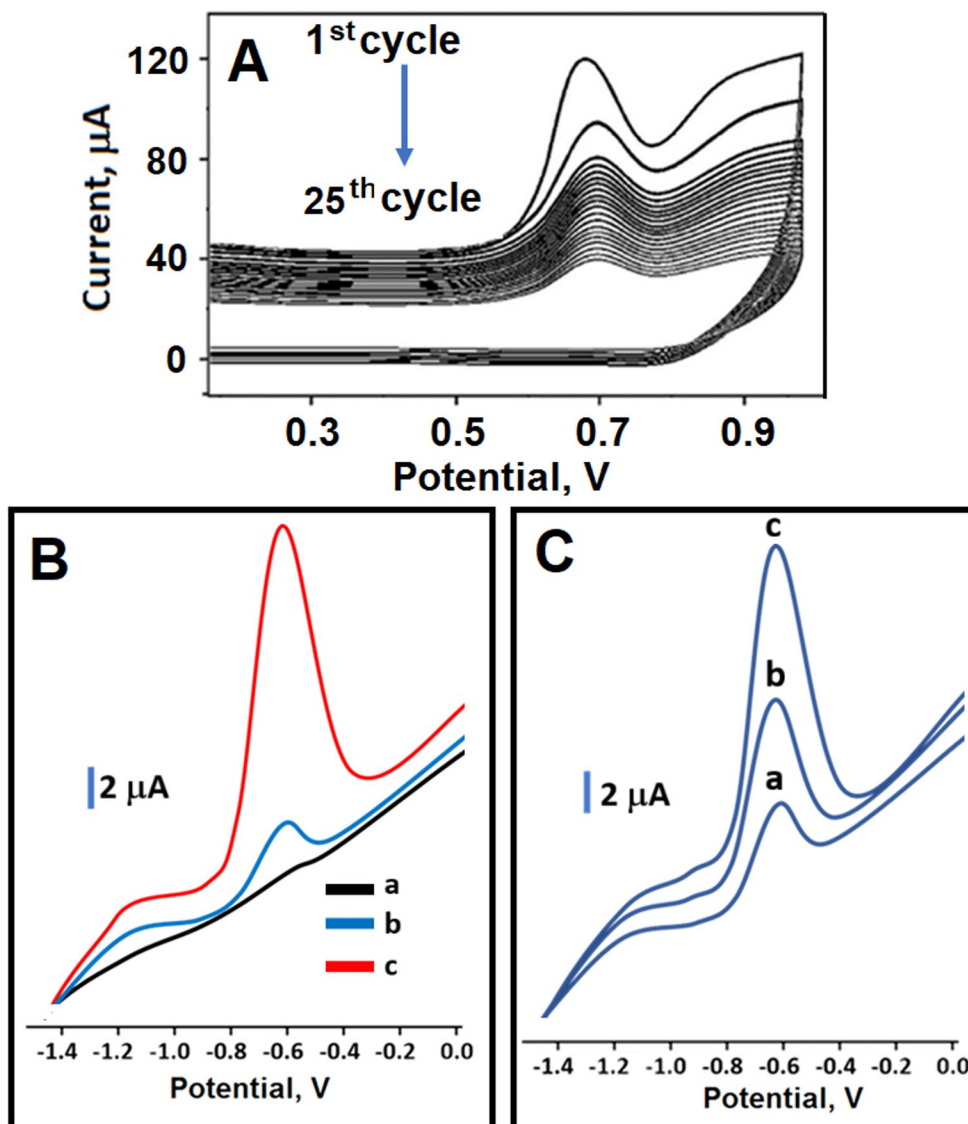 A
1st cycle
25th cycle
120
80
40
0
Current, µA
0.3 0.5 0.7 0.9
Potential, V
B
2 µA
a
b
c
-1.4 -1.2 -1.0 -0.8 -0.6 -0.4 -0.2 0.0
Potential, V
C
c
b
a
2 µA
-1.4 -1.2 -1.0 -0.8 -0.6 -0.4 -0.2 0.0
Potential, V